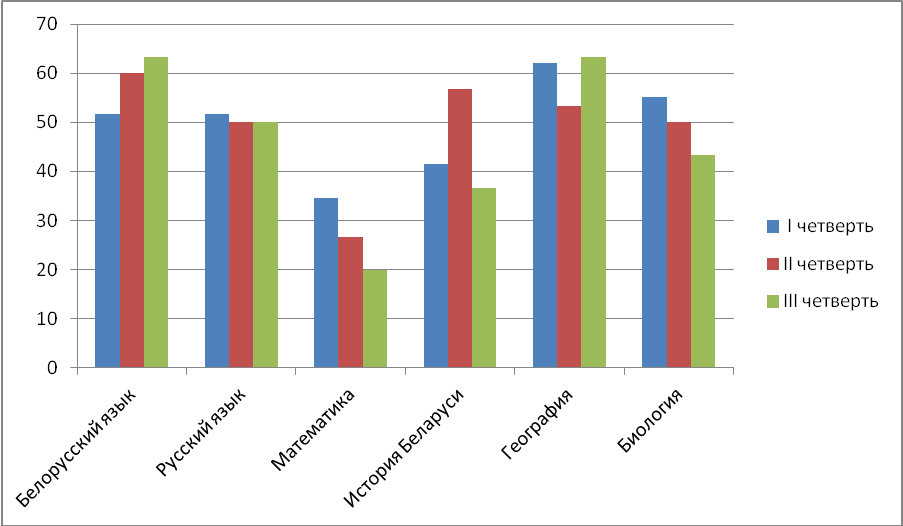 70
60
50
40
30
20
10
0
Белорусский язык
Русский язык
Математика
История Беларуси
География
Биология
I четверть
II четверть
III четверть